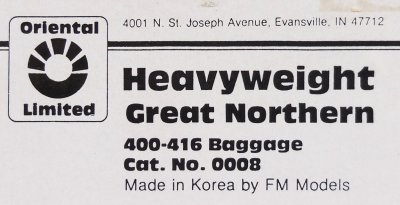 Oriental
Limited
4001 N. St. Joseph Avenue, Evansville, IN 47712
Heavyweight
Great Northern
400-416 Baggage
Cat. No. 0008
Made in Korea by FM Models